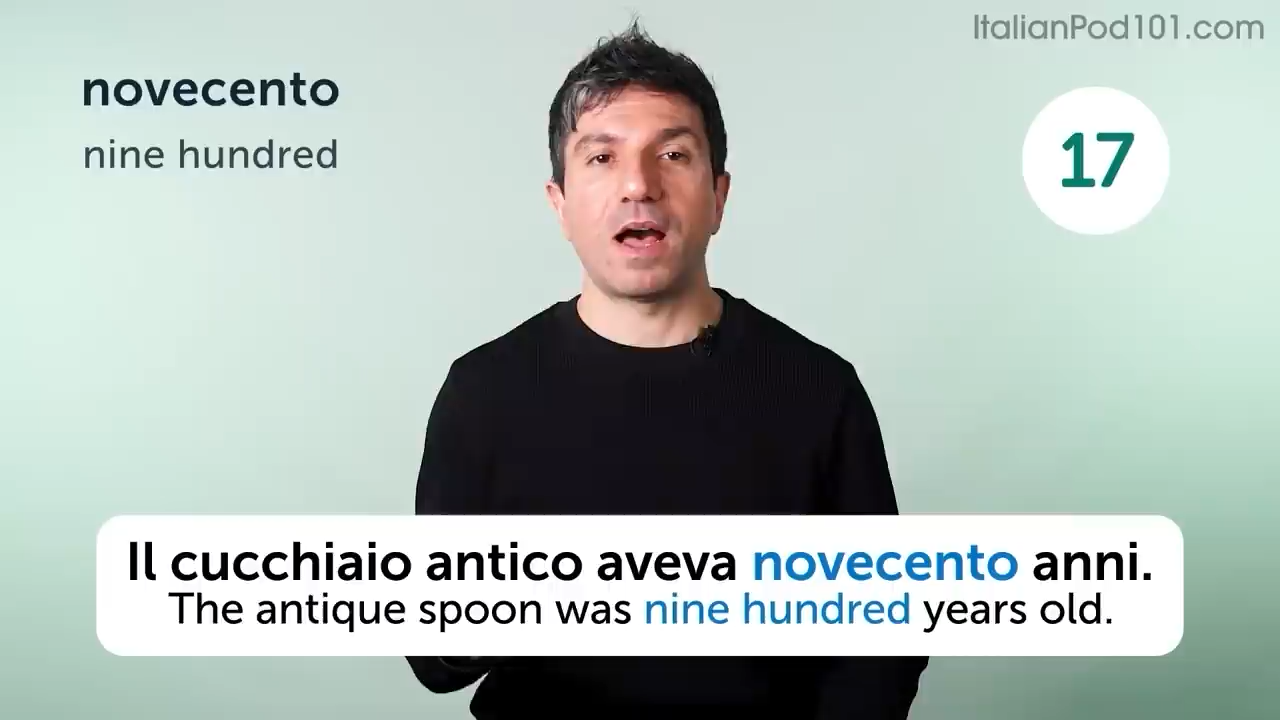 ItalianPod101.com
novecento
nine hundred
17
Il cucchiaio antico aveva novecento anni.
The antique spoon was nine hundred years old.